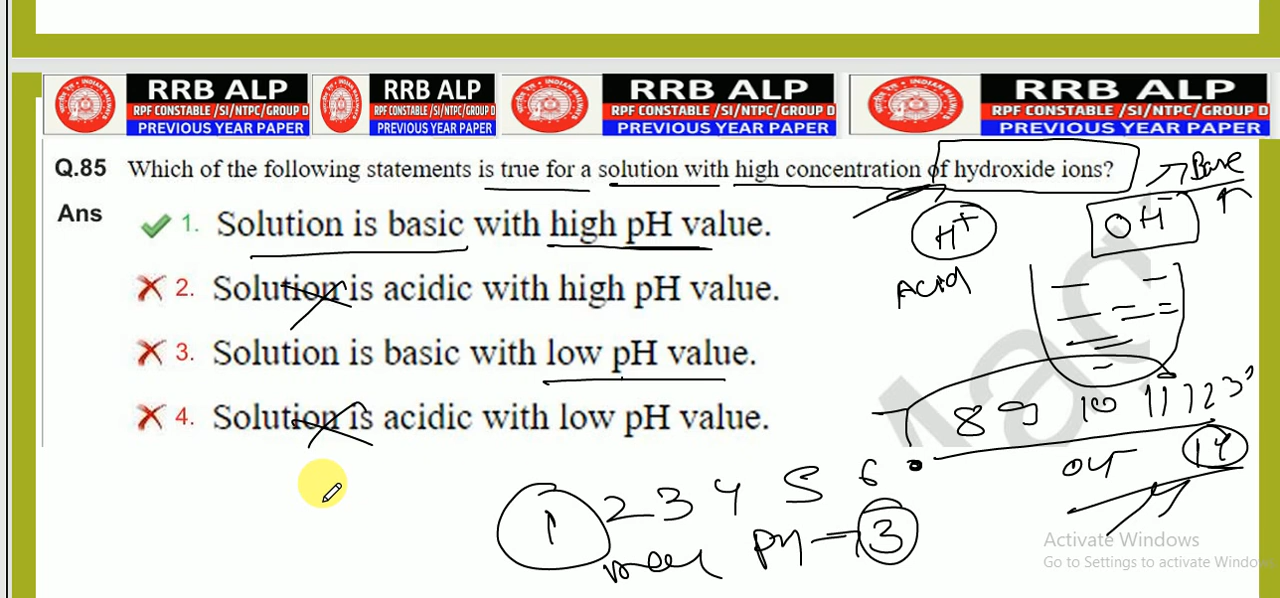 RRB ALP RRB ALP RRB ALP RRB ALP
RPF CONSTABLE /SI/NTPC/GROUP D RPF CONSTABLE /SI/NTPC/GROUP D RPF CONSTABLE /SI/NTPC/GROUP D RPF CONSTABLE /SI/NTPC/GROUP D
PREVIOUS YEAR PAPER PREVIOUS YEAR PAPER PREVIOUS YEAR PAPER PREVIOUS YEAR PAPER
Q.85 Which of the following statements is true for a solution with high concentration of hydroxide ions?
Base
Ans
1. Solution is basic with high pH value.
H+
OH-
2. Solution is acidic with high pH value.
Acid
3. Solution is basic with low pH value.
4. Solution is acidic with low pH value.
7 8 9 10 11 12 13
14
1 2 3 4 5 6
PH = 3
Activate Windows
Go to Settings to activate Windo